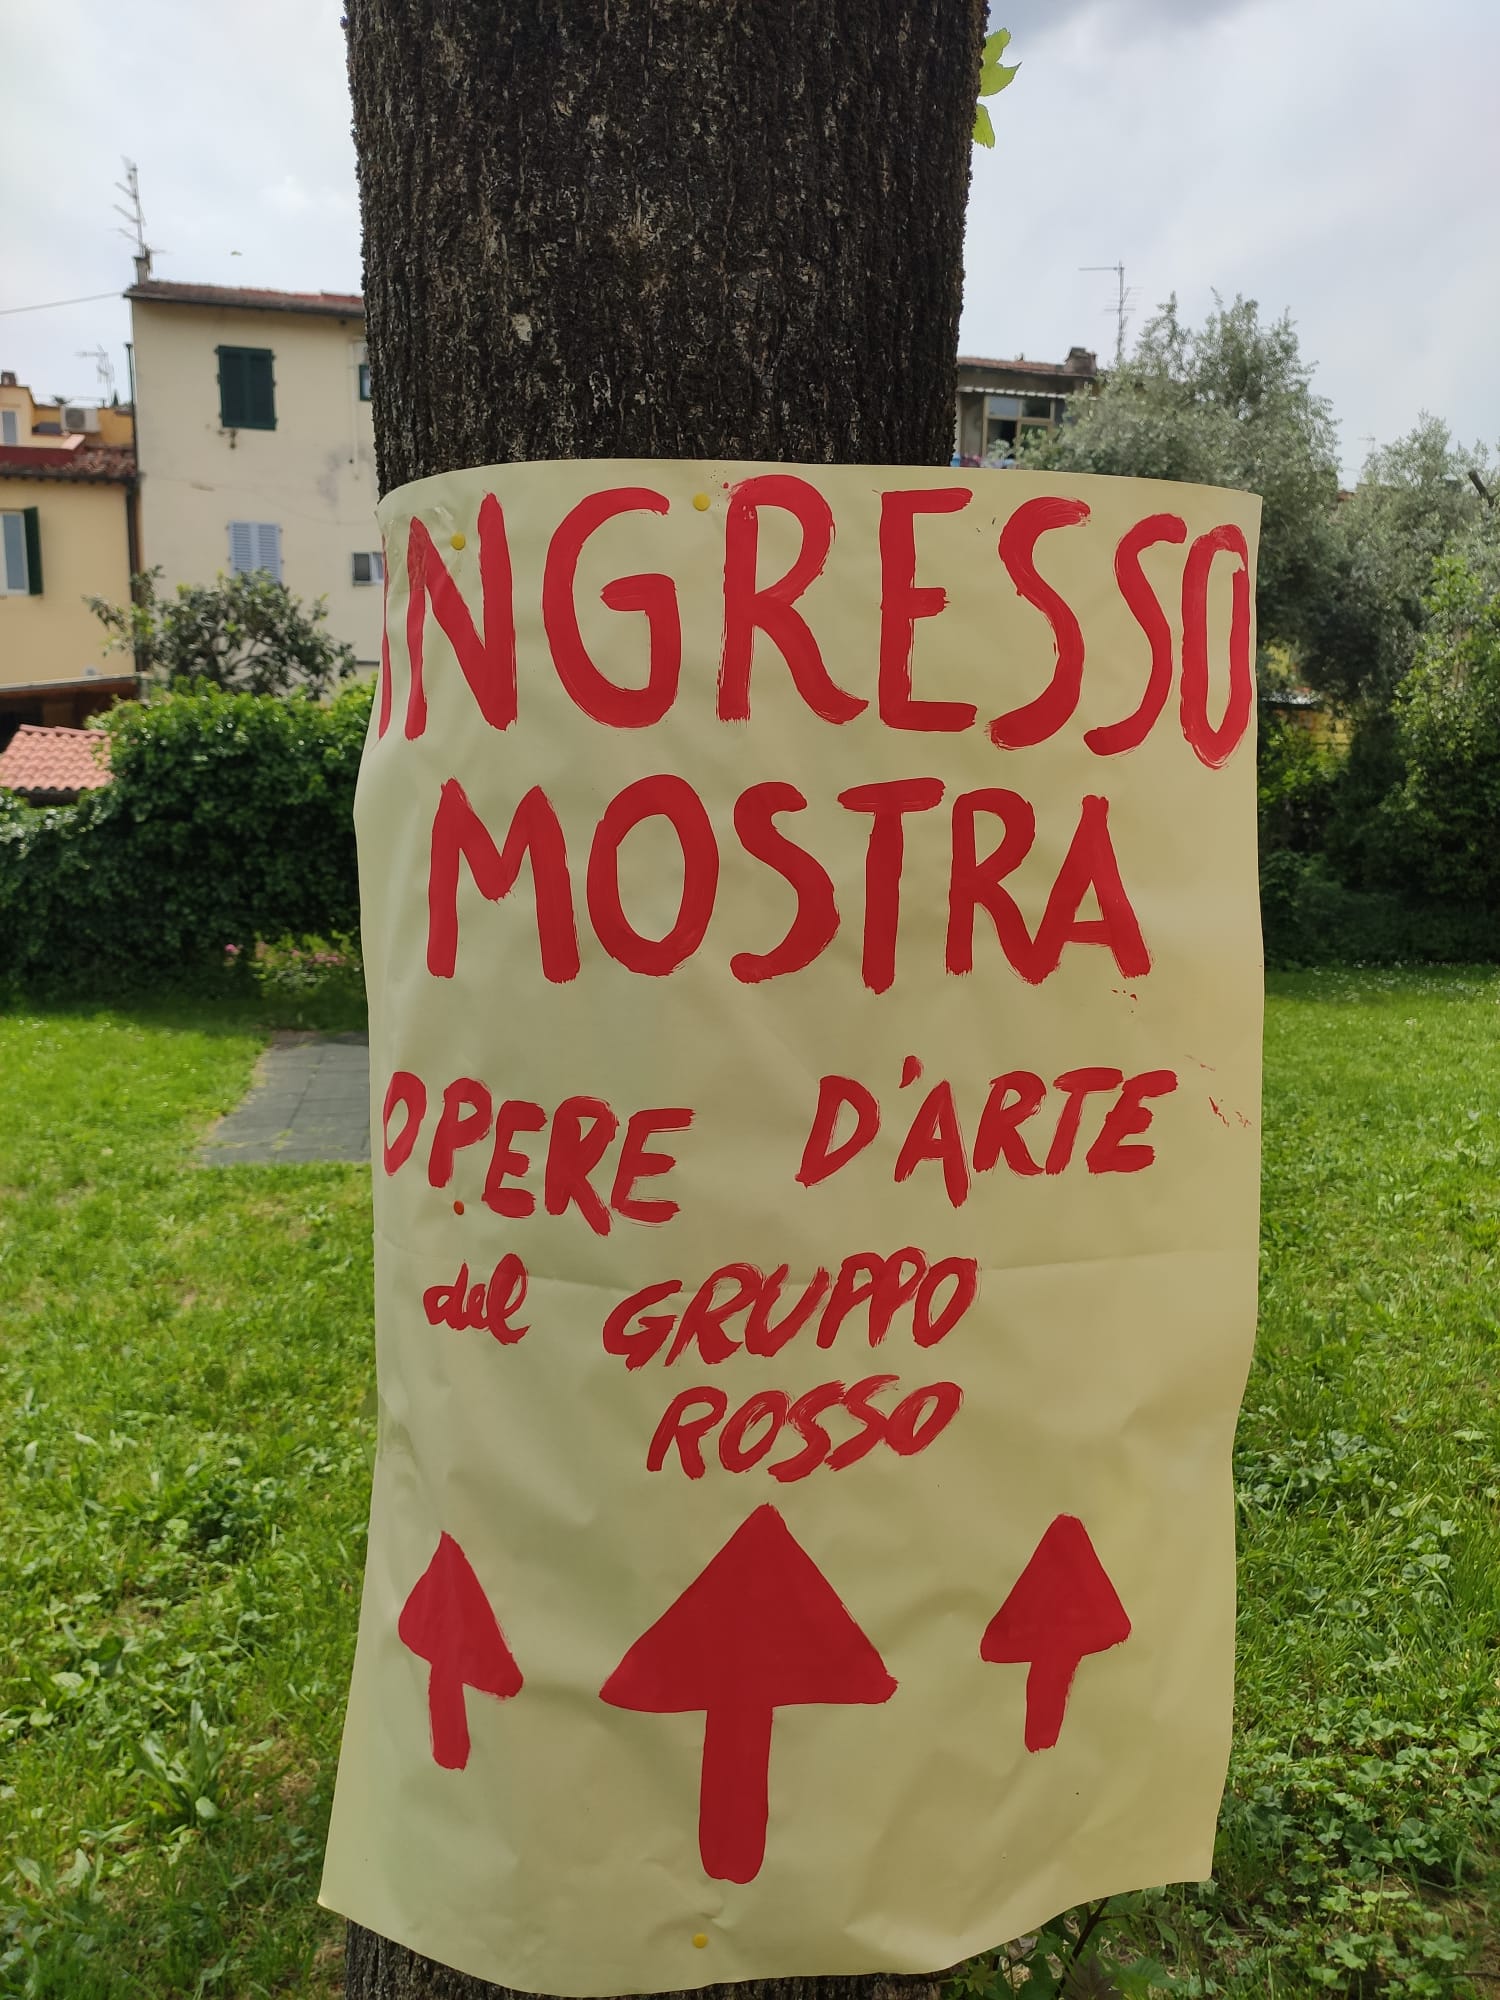 INGRESSO
MOSTRA
OPERE D'ARTE
del GRUPPO
ROSSO